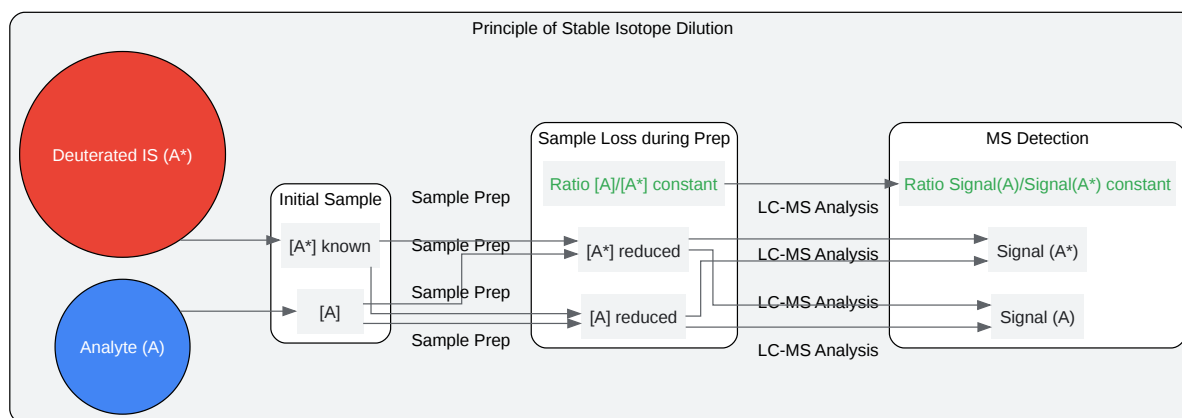 Principle of Stable Isotope Dilution
Deuterated IS (A*)
Analyte (A)
Initial Sample
[A*] known
[A]
Sample Prep
Sample Prep
Sample Prep
Sample Prep
Sample Loss during Prep
Ratio [A]/[A*] constant
[A*] reduced
[A] reduced
LC-MS Analysis
LC-MS Analysis
LC-MS Analysis
LC-MS Analysis
MS Detection
Ratio Signal(A)/Signal(A*) constant
Signal (A*)
Signal (A)